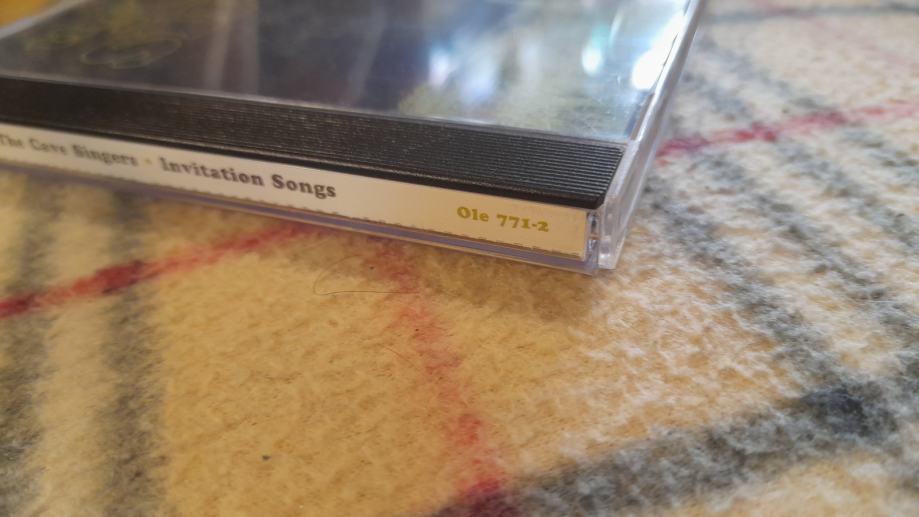 The Cave Singers • Invitation Songs Ole 771-2